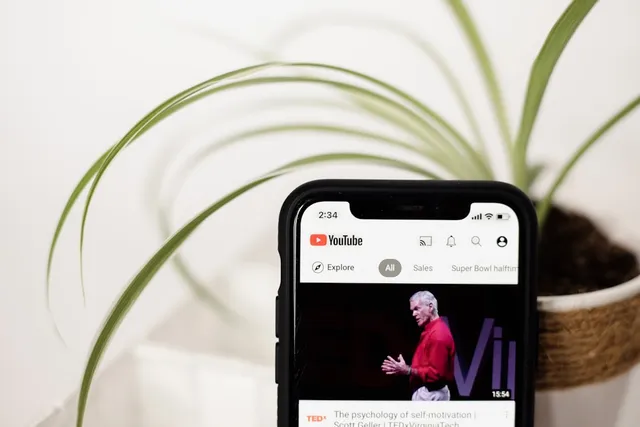 2:34
YouTube
Explore All Sales Super Bowl halftim
Vi
15:54
TEDx The psychology of self-motivation |
Scott Geller | TEDxVirginiaTech